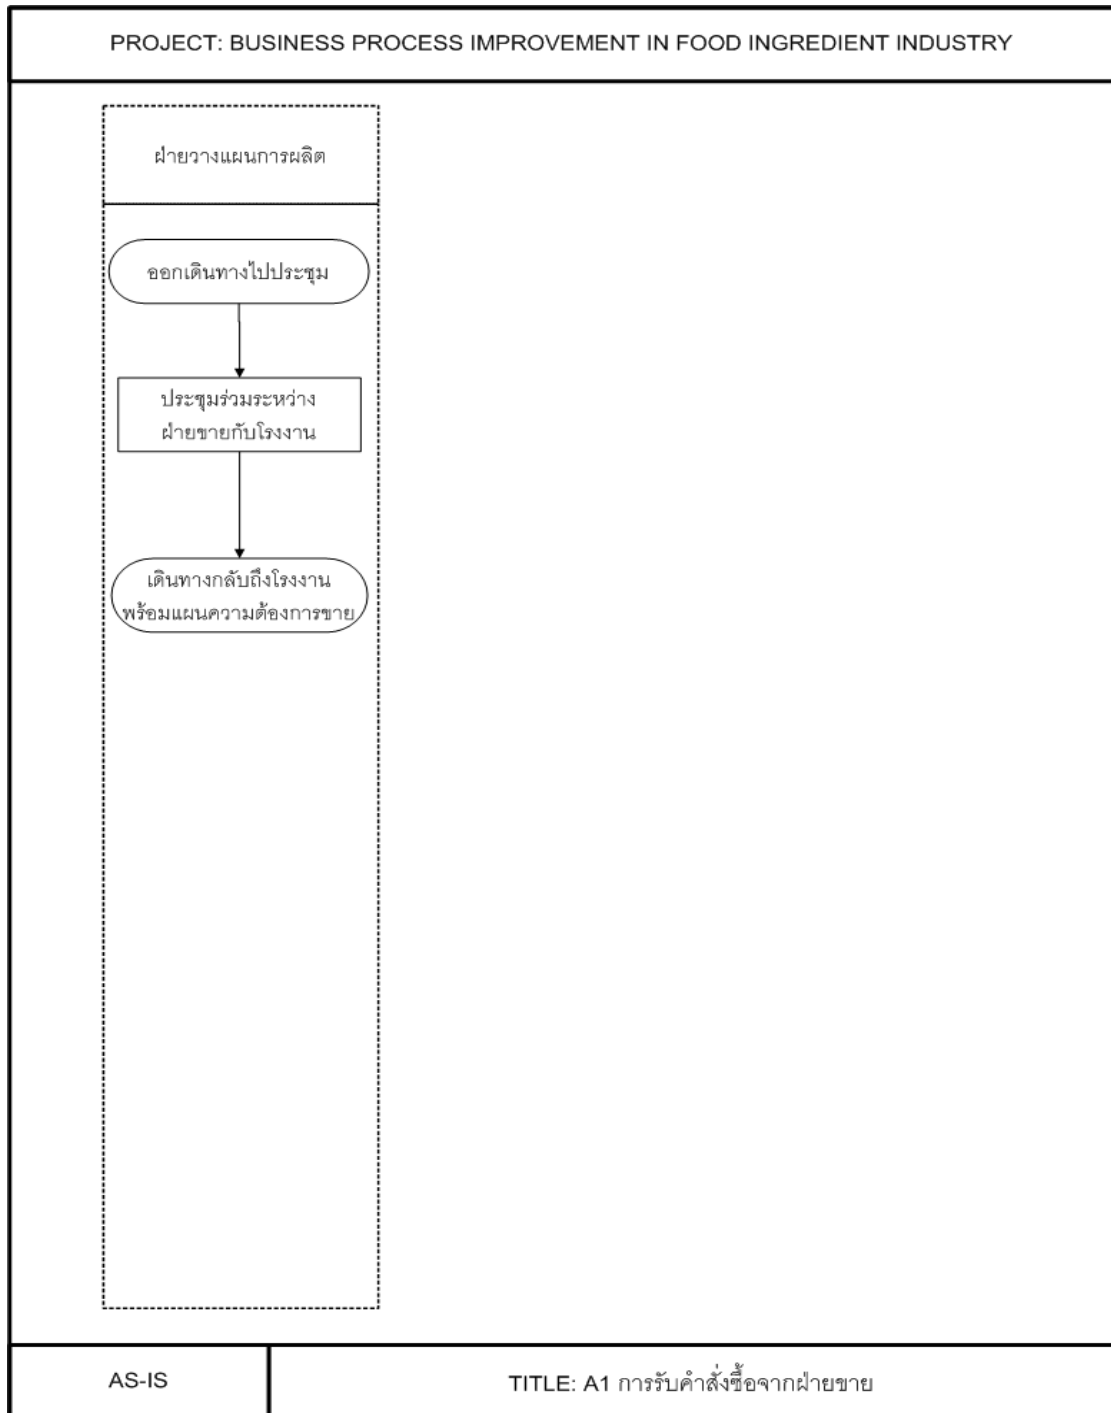 PROJECT: BUSINESS PROCESS IMPROVEMENT IN FOOD INGREDIENT INDUSTRY
ฝ่ายวางแผนการผลิต
ออกเดินทางไปประชุม
ประชุมร่วมระหว่าง
ฝ่ายขายกับโรงงาน
เดินทางกลับถึงโรงงาน
พร้อมแผนความต้องการขาย
AS-IS
TITLE: A1 การรับคำสั่งซื้อจากฝ่ายขาย